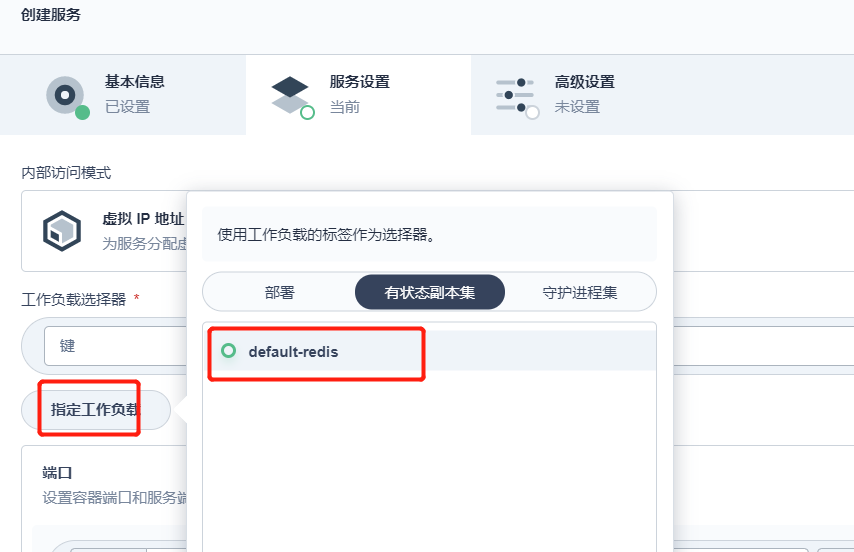 创建服务
基本信息
已设置
服务设置
当前
高级设置
未设置
内部访问模式
虚拟 IP 地址
为服务分配虚
使用工作负载的标签作为选择器。
部署
有状态副本集
守护进程集
工作负载选择器 *
键
default-redis
指定工作负载
端口
设置容器端口和服务端